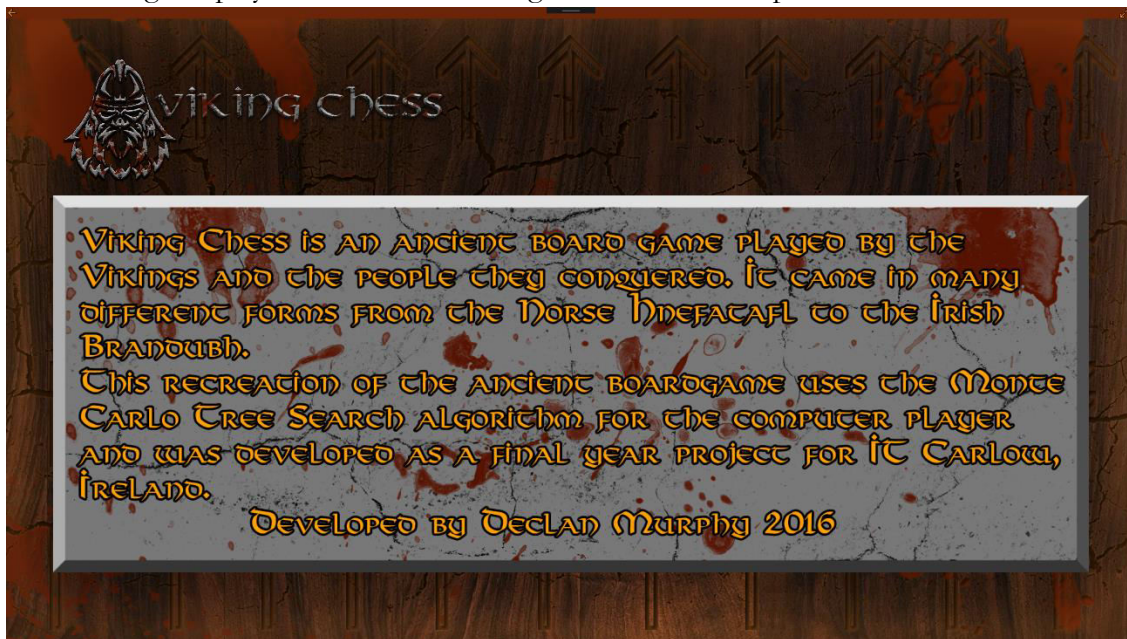 viking chess
Viking Chess is an ancient board game played by the
Vikings and the people they conquered. It came in many
different forms from the Norse Hnefatafl to the Irish
Brandubh.
This recreation of the ancient boardgame uses the Monte
Carlo Tree Search algorithm for the computer player
and was developed as a final year project for IT Carlow,
Ireland.
Developed by Declan Murphy 2016